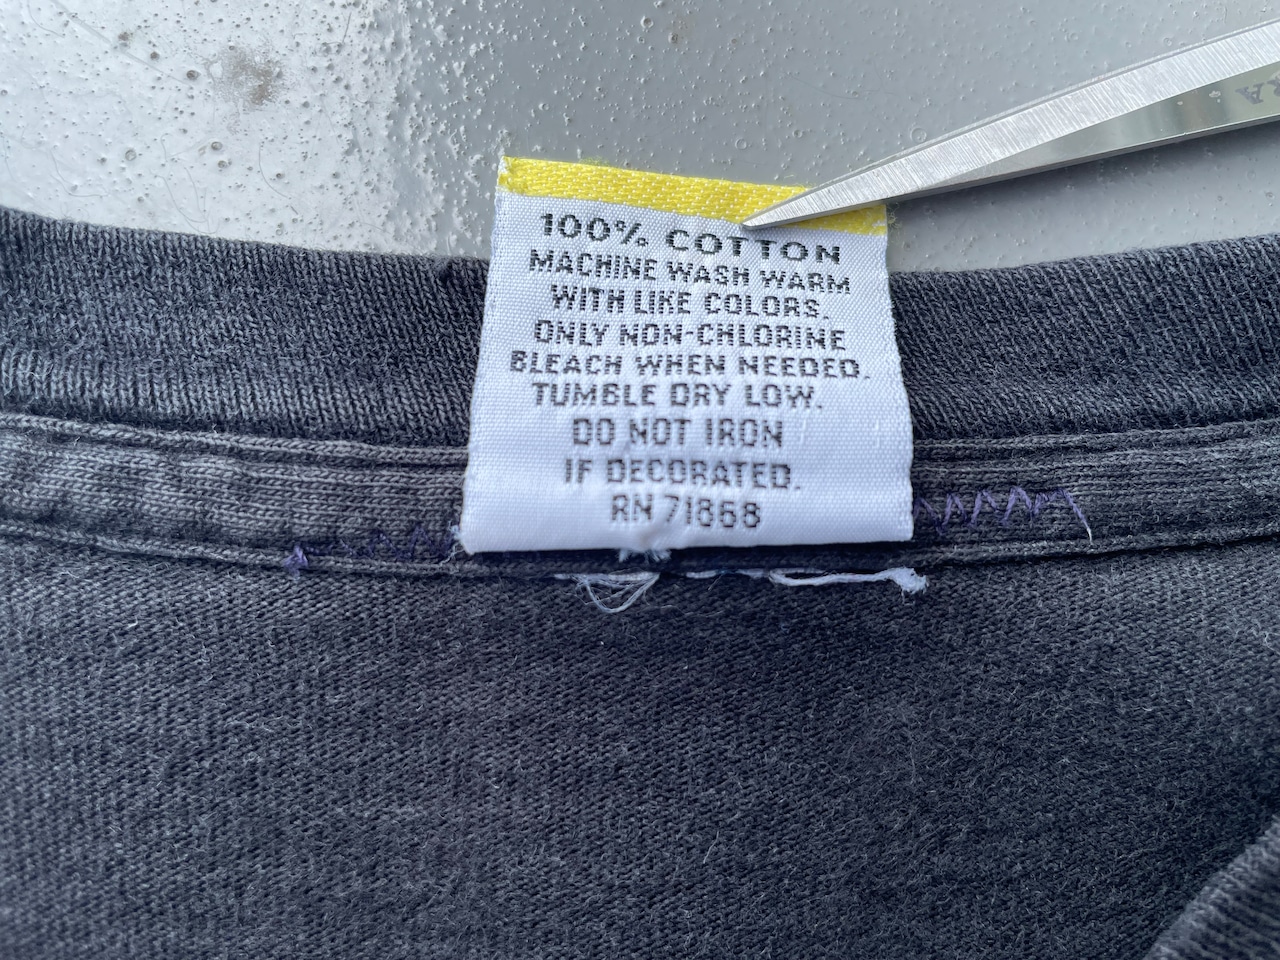 100% COTTON
MACHINE WASH WARM
WITH LIKE COLORS.
ONLY NON-CHLORINE
BLEACH WHEN NEEDED.
TUMBLE DRY LOW.
DO NOT IRON
IF DECORATED.
RN 71868